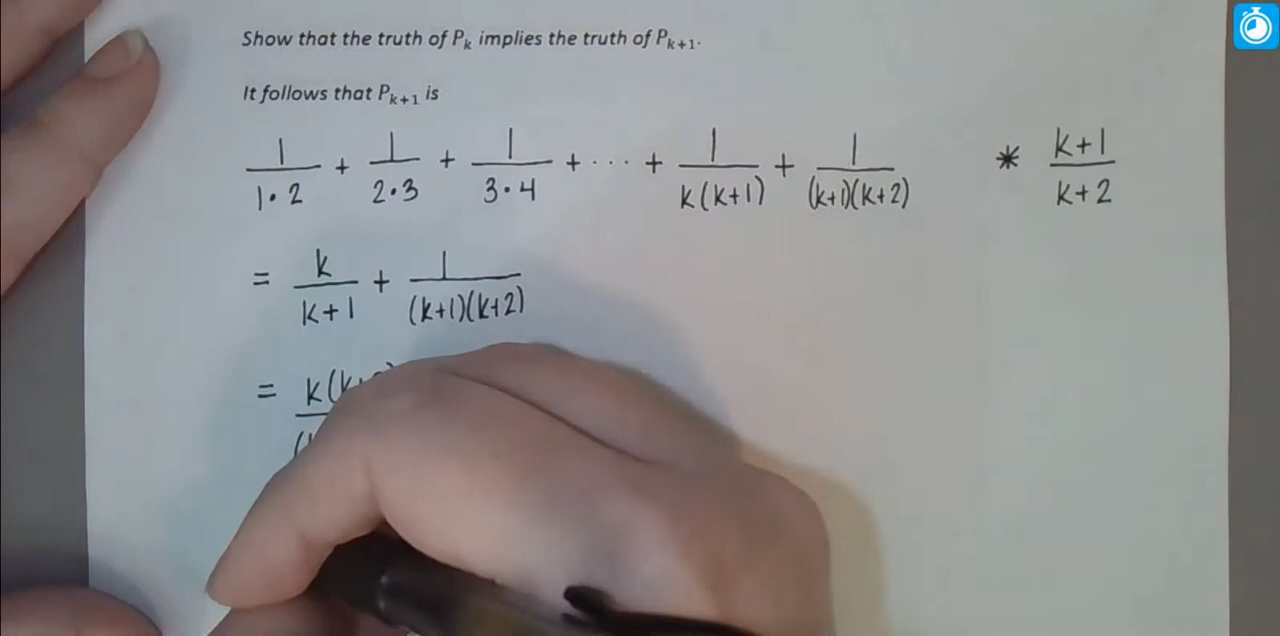 Show that the truth of Pₖ implies the truth of Pₖ₊₁.
It follows that Pₖ₊₁ is
1/(1·2) + 1/(2·3) + 1/(3·4) + ··· + 1/(k(k+1)) + 1/((k+1)(k+2)) * (k+1)/(k+2)
= k/(k+1) + 1/((k+1)(k+2))
= k(k